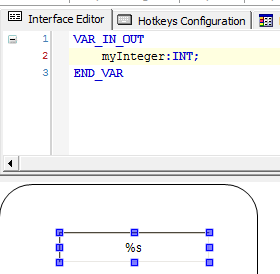 Interface Editor Hotkeys Configuration
1 VAR_IN_OUT
2 myInteger:INT;
3 END_VAR
%s